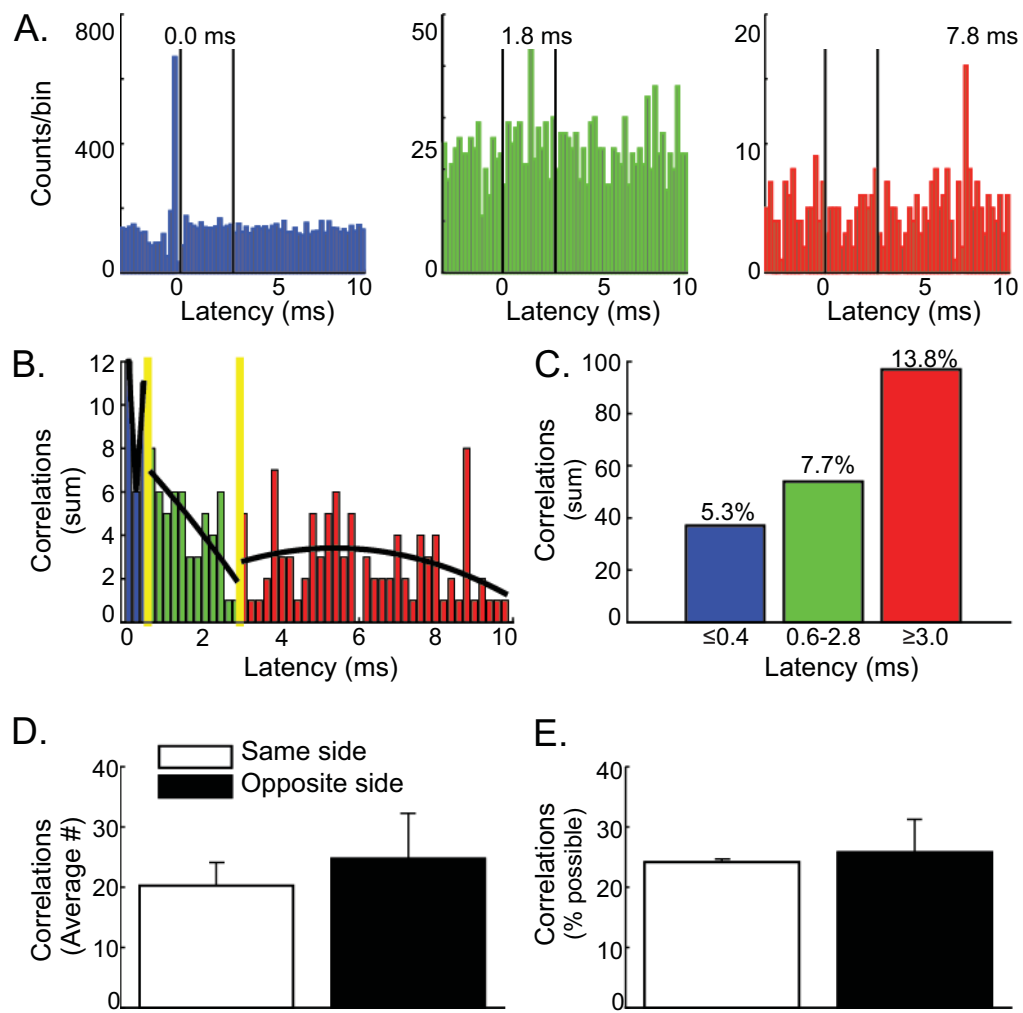 A.
0.0 ms
1.8 ms
7.8 ms
Counts/bin
800
400
0
0
5
10
Latency (ms)
50
25
0
0
5
10
Latency (ms)
20
10
0
0
5
10
Latency (ms)
B.
Correlations
(sum)
12
10
8
6
4
2
0
0
2
4
6
8
10
Latency (ms)
C.
Correlations
(sum)
100
80
60
40
20
0
5.3%
7.7%
13.8%
≤0.4
0.6-2.8
≥3.0
Latency (ms)
D.
Same side
Opposite side
Correlations
(Average #)
40
30
20
10
0
E.
Correlations
(% possible)
40
30
20
10
0